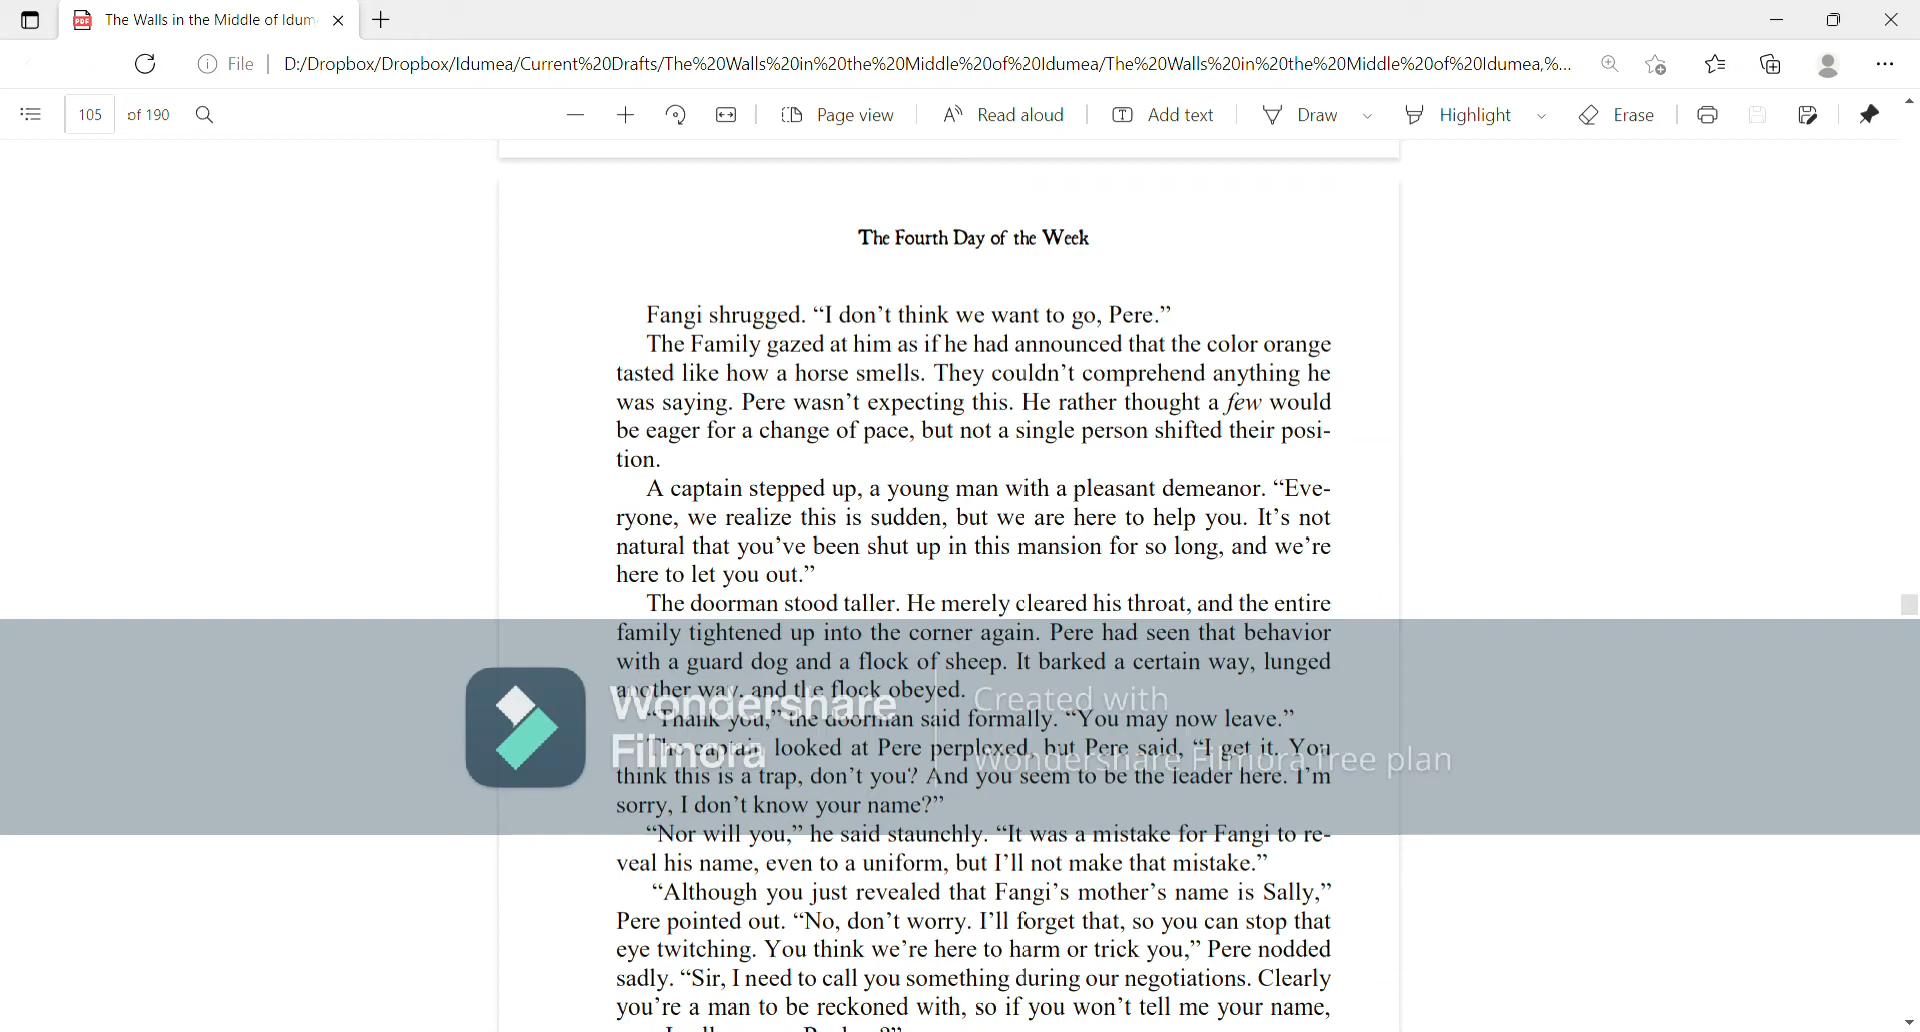 The Walls in the Middle of Idum
File
D:/Dropbox/Dropbox/Idumea/Current%20Drafts/The%20Walls%20in%20the%20Middle%20of%20Idumea/The%20Walls%20in%20the%20Middle%20of%20Idumea,%...
105 of 190 Page view Read aloud Add text Draw Highlight Erase
The Fourth Day of the Week
Fangi shrugged. “I don’t think we want to go, Pere.”
The Family gazed at him as if he had announced that the color orange
tasted like how a horse smells. They couldn’t comprehend anything he
was saying. Pere wasn’t expecting this. He rather thought a few would
be eager for a change of pace, but not a single person shifted their posi-
tion.
A captain stepped up, a young man with a pleasant demeanor. “Eve-
ryone, we realize this is sudden, but we are here to help you. It’s not
natural that you’ve been shut up in this mansion for so long, and we’re
here to let you out.”
The doorman stood taller. He merely cleared his throat, and the entire
family tightened up into the corner again. Pere had seen that behavior
with a guard dog and a flock of sheep. It barked a certain way, lunged
another way, and the flock obeyed.
“Thank you,” the doorman said formally. “You may now leave.”
The captain looked at Pere perplexed, but Pere said, “I get it. You
think this is a trap, don’t you? And you seem to be the leader here. I’m
sorry, I don’t know your name?”
“Nor will you,” he said staunchly. “It was a mistake for Fangi to re-
veal his name, even to a uniform, but I’ll not make that mistake.”
“Although you just revealed that Fangi’s mother’s name is Sally,”
Pere pointed out. “No, don’t worry. I’ll forget that, so you can stop that
eye twitching. You think we’re here to harm or trick you,” Pere nodded
sadly. “Sir, I need to call you something during our negotiations. Clearly
you’re a man to be reckoned with, so if you won’t tell me your name,
Wondershare
Filmora
Created with
Wondershare Filmora free plan